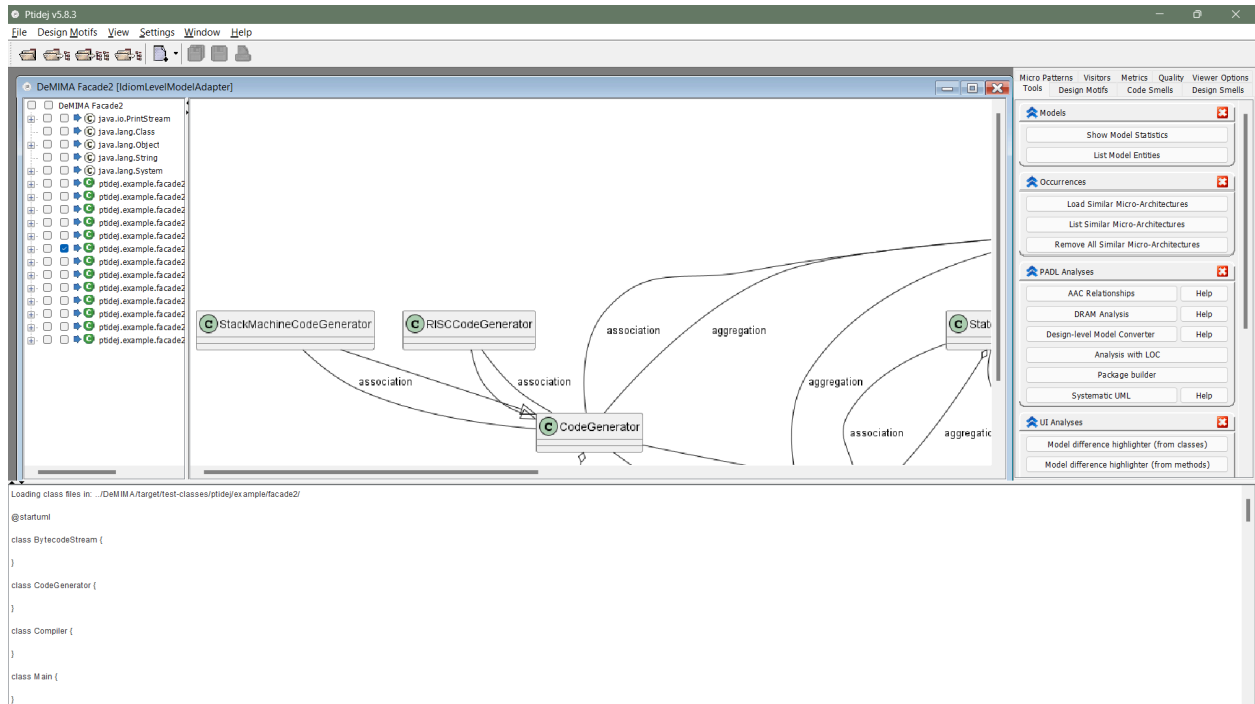 Ptidej v5.8.3
File Design Motifs View Settings Window Help
DeMIMA Facade2 [IdiomLevelModelAdapter]
DeMIMA Facade2
java.io.PrintStream
java.lang.Class
java.lang.Object
java.lang.String
java.lang.System
ptidej.example.facade2
ptidej.example.facade2
ptidej.example.facade2
ptidej.example.facade2
ptidej.example.facade2
ptidej.example.facade2
ptidej.example.facade2
ptidej.example.facade2
ptidej.example.facade2
ptidej.example.facade2
ptidej.example.facade2
ptidej.example.facade2
ptidej.example.facade2
C StackMachineCodeGenerator
C RISCCodeGenerator
C State
association
aggregation
association
association
aggregation
C CodeGenerator
association
aggregatio
Micro Patterns Visitors Metrics Quality Viewer Options
Tools Design Motifs Code Smells Design Smells
Models
Show Model Statistics
List Model Entities
Occurrences
Load Similar Micro-Architectures
List Similar Micro-Architectures
Remove All Similar Micro-Architectures
PADL Analyses
AAC Relationships Help
DRAM Analysis Help
Design-level Model Converter Help
Analysis with LOC
Package builder
Systematic UML Help
UI Analyses
Model difference highlighter (from classes)
Model difference highlighter (from methods)
Loading class files in: ../DeMIMA/target/test-classes/ptidej/example/facade2/
@startuml
class BytecodeStream {
}
class CodeGenerator {
}
class Compiler {
}
class Main {
}